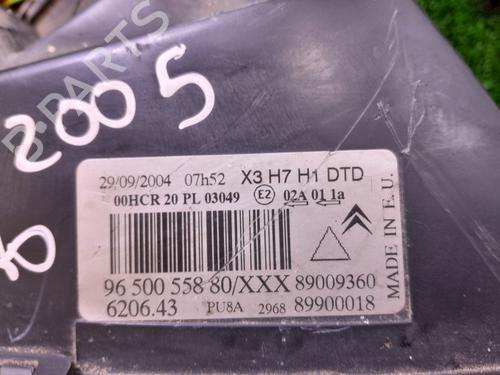 B-PARTS
2005
29/09/2004 07h52 X3 H7 H1 DTD
00HCR 20 PL 03049 E2 02A 01 1a
96 500 558 80/XXX 89009360
6206.43 PU8A 2968 89900018
MADE IN E.U.